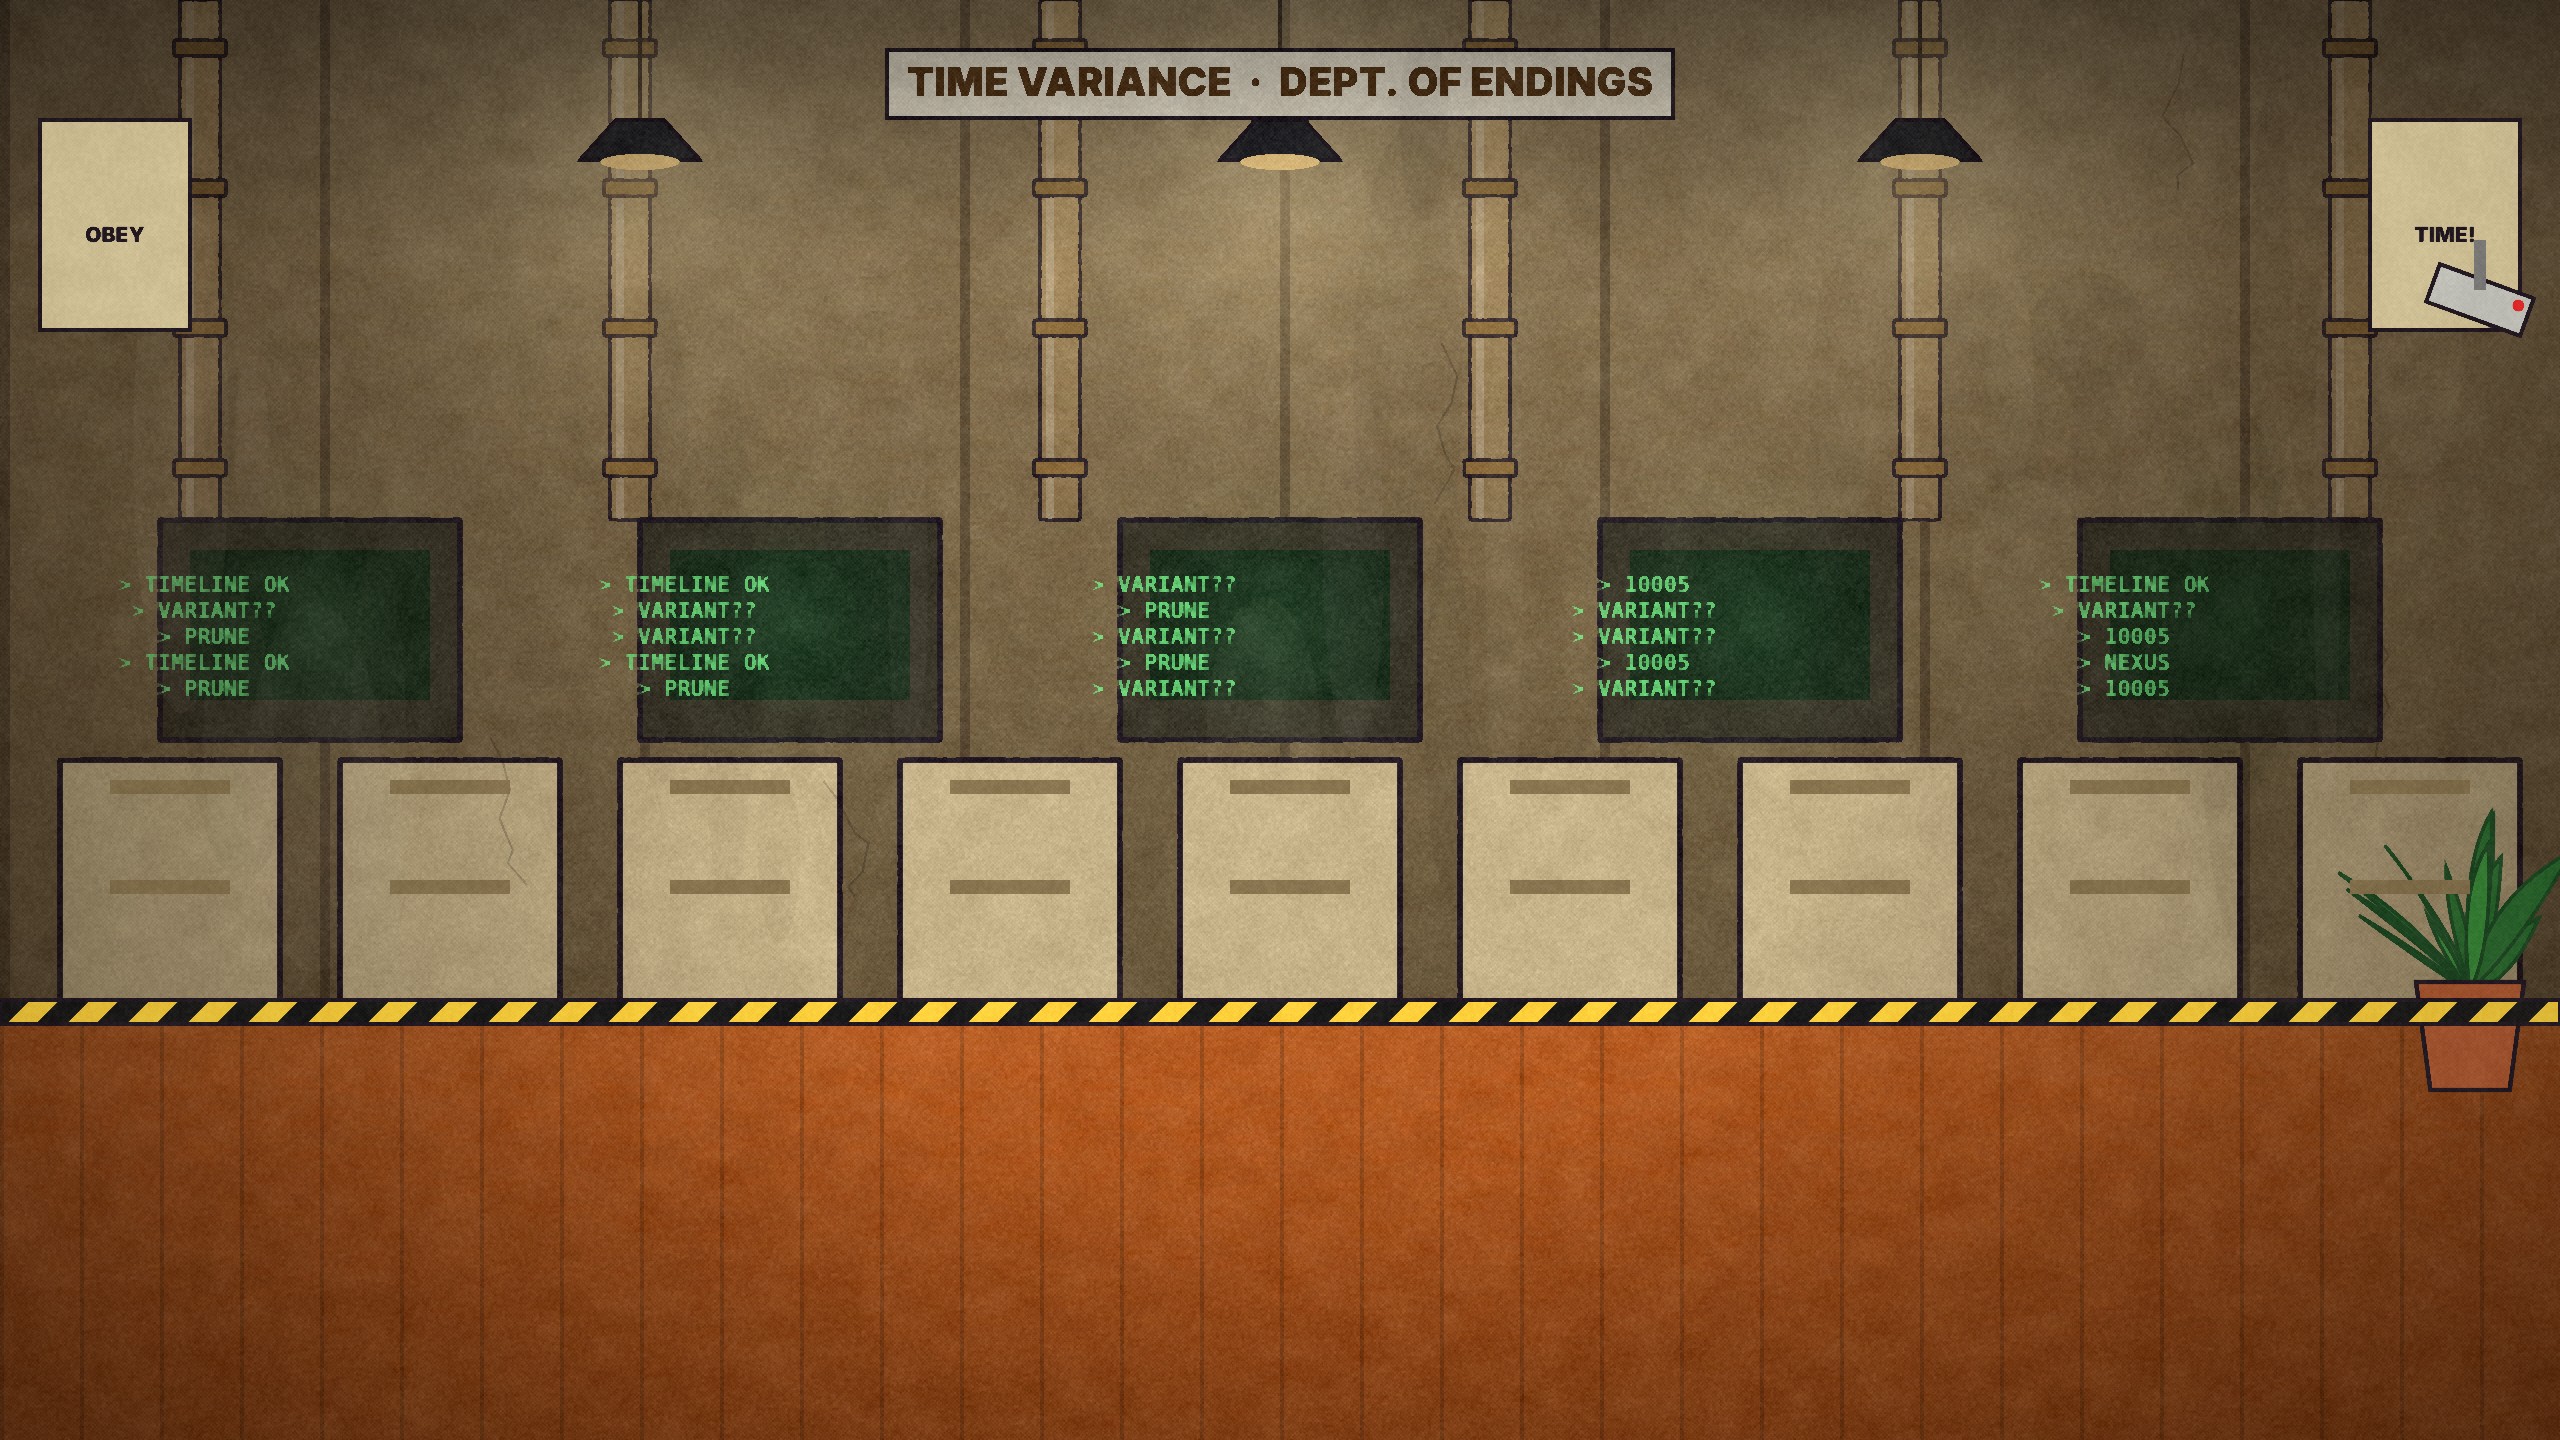 TIME VARIANCE · DEPT. OF ENDINGS
OBEY
TIME!
> TIMELINE OK
> VARIANT??
> PRUNE
> TIMELINE OK
> PRUNE
> TIMELINE OK
> VARIANT??
> VARIANT??
> TIMELINE OK
> PRUNE
> VARIANT??
> PRUNE
> VARIANT??
> PRUNE
> VARIANT??
> 10005
> VARIANT??
> VARIANT??
> 10005
> VARIANT??
> TIMELINE OK
> VARIANT??
> 10005
> NEXUS
> 10005